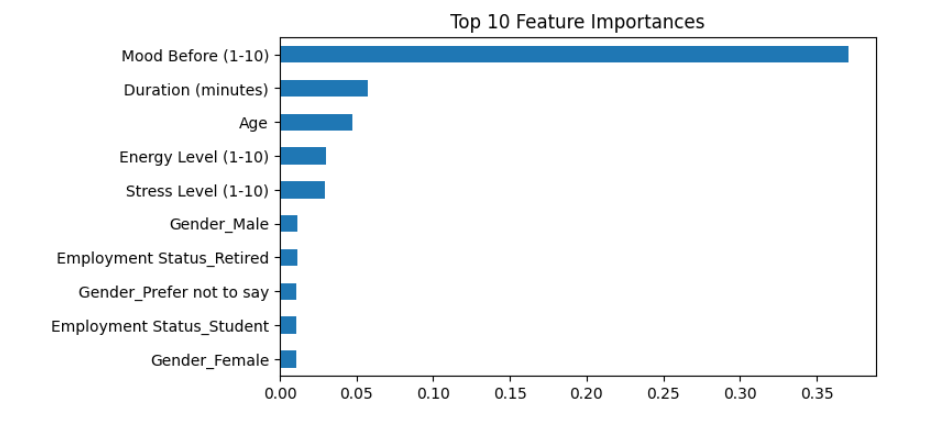 Top 10 Feature Importances
Mood Before (1-10)
Duration (minutes)
Age
Energy Level (1-10)
Stress Level (1-10)
Gender_Male
Employment Status_Retired
Gender_Prefer not to say
Employment Status_Student
Gender_Female
0.00 0.05 0.10 0.15 0.20 0.25 0.30 0.35